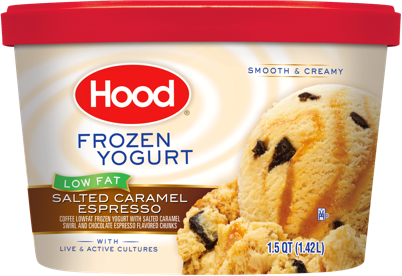 Hood
®
SMOOTH & CREAMY
FROZEN
YOGURT
LOW FAT
SALTED CARAMEL
ESPRESSO
COFFEE LOWFAT FROZEN YOGURT WITH SALTED CARAMEL
SWIRL AND CHOCOLATE ESPRESSO FLAVORED CHUNKS
WITH
LIVE & ACTIVE CULTURES
1.5 QT (1.42L)